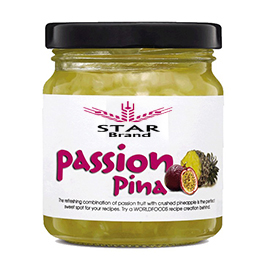 STAR
Brand
passion
Pina
The refreshing combination of passion fruit with crushed pineapple is the perfect
sweet spot for your recipes. Try a WORLDFOODS recipe creation behind.